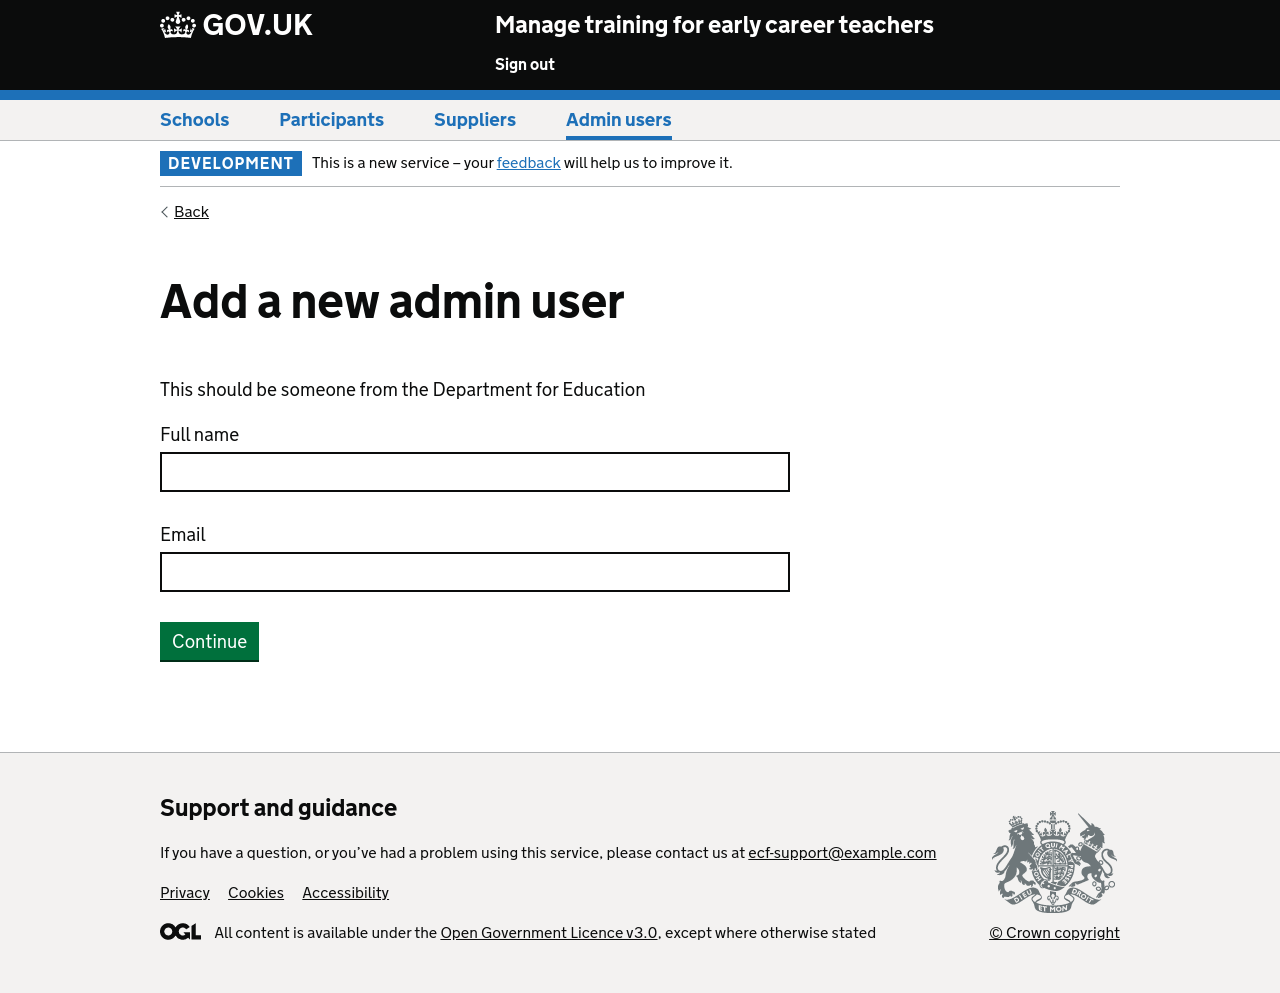 GOV.UK
Manage training for early career teachers
Sign out
Schools Participants Suppliers Admin users
DEVELOPMENT This is a new service – your feedback will help us to improve it.
Back
Add a new admin user
This should be someone from the Department for Education
Full name
Email
Continue
Support and guidance
If you have a question, or you’ve had a problem using this service, please contact us at ecf-support@example.com
Privacy Cookies Accessibility
OGL All content is available under the Open Government Licence v3.0, except where otherwise stated
© Crown copyright